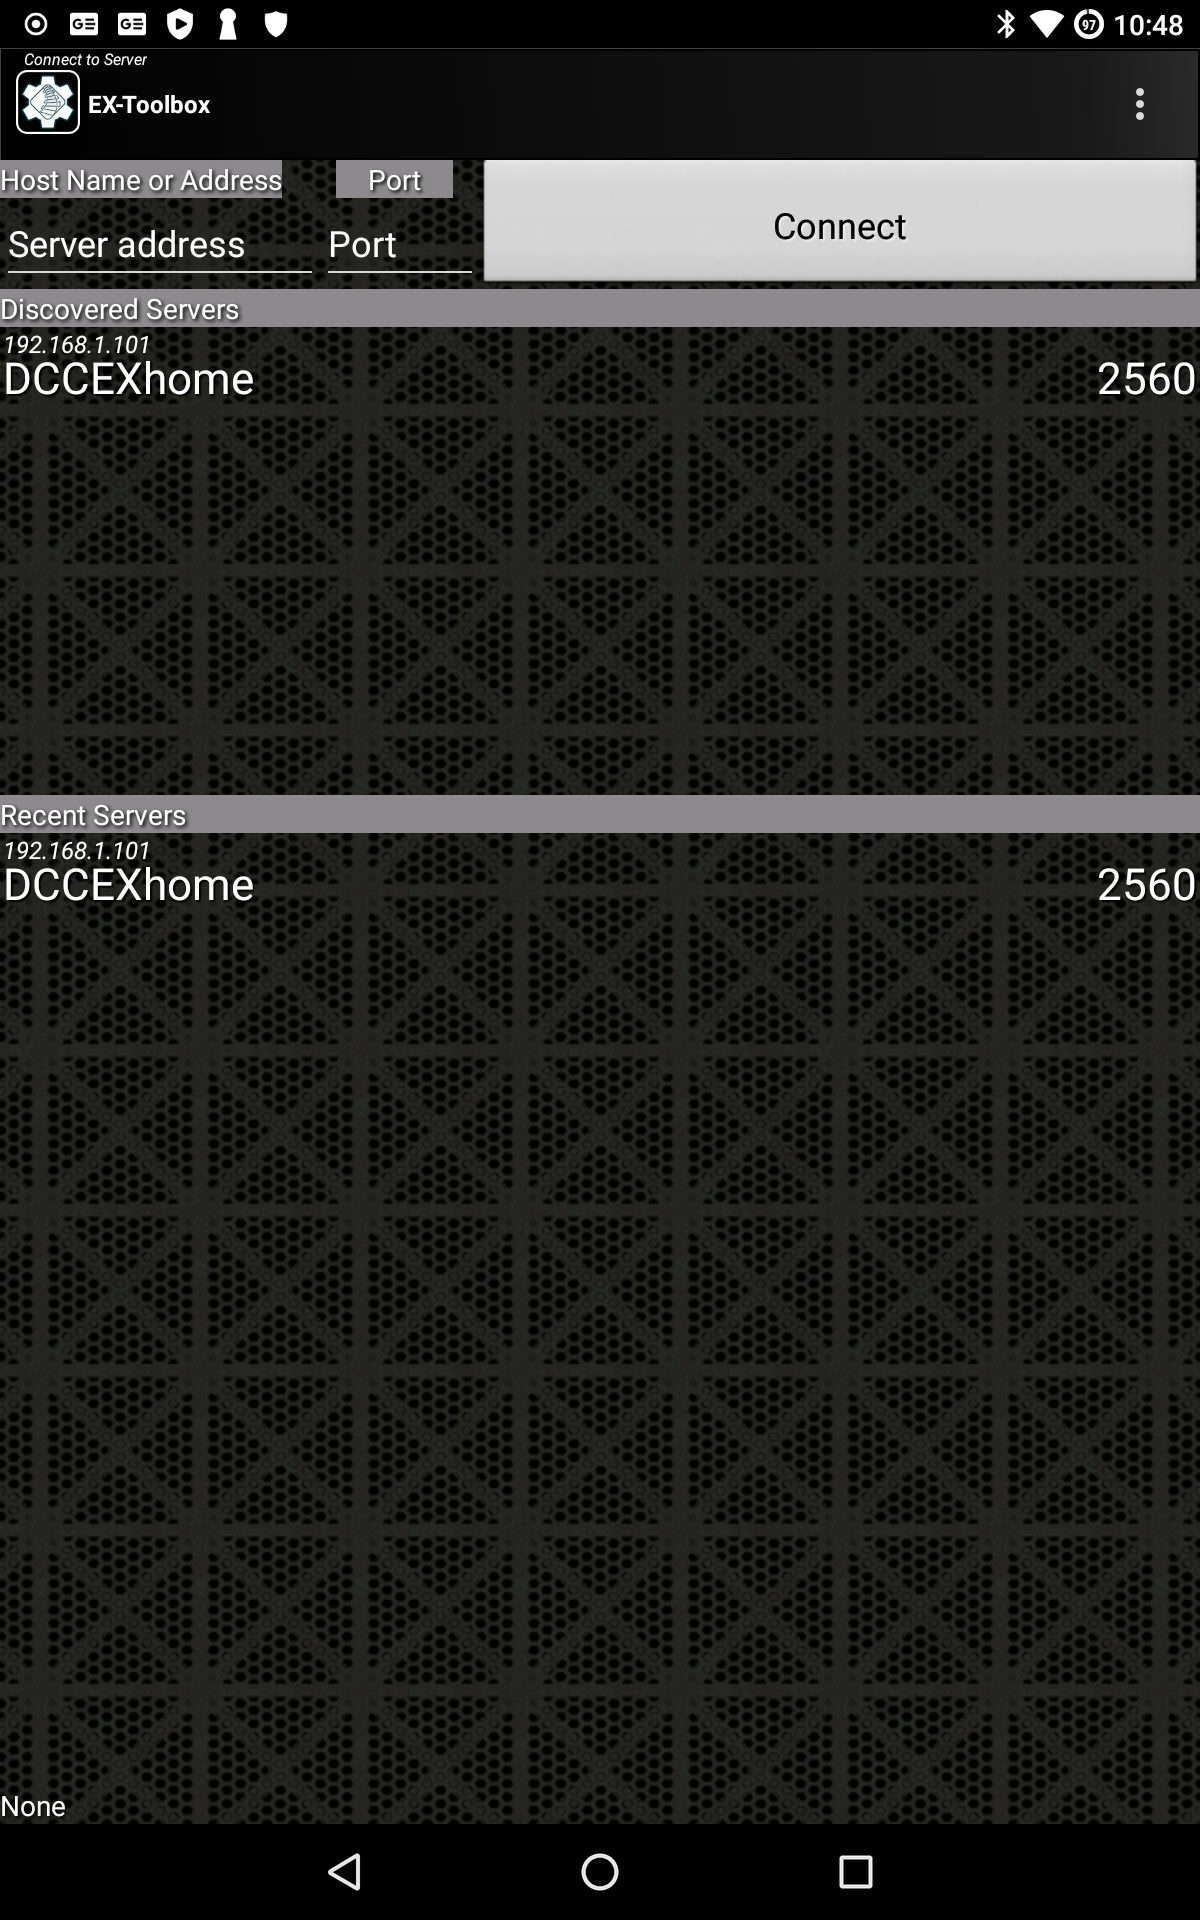 97 10:48
Connect to Server
EX-Toolbox
Host Name or Address Port
Connect
Server address Port
Discovered Servers
192.168.1.101
DCCEXhome 2560
Recent Servers
192.168.1.101
DCCEXhome 2560
None